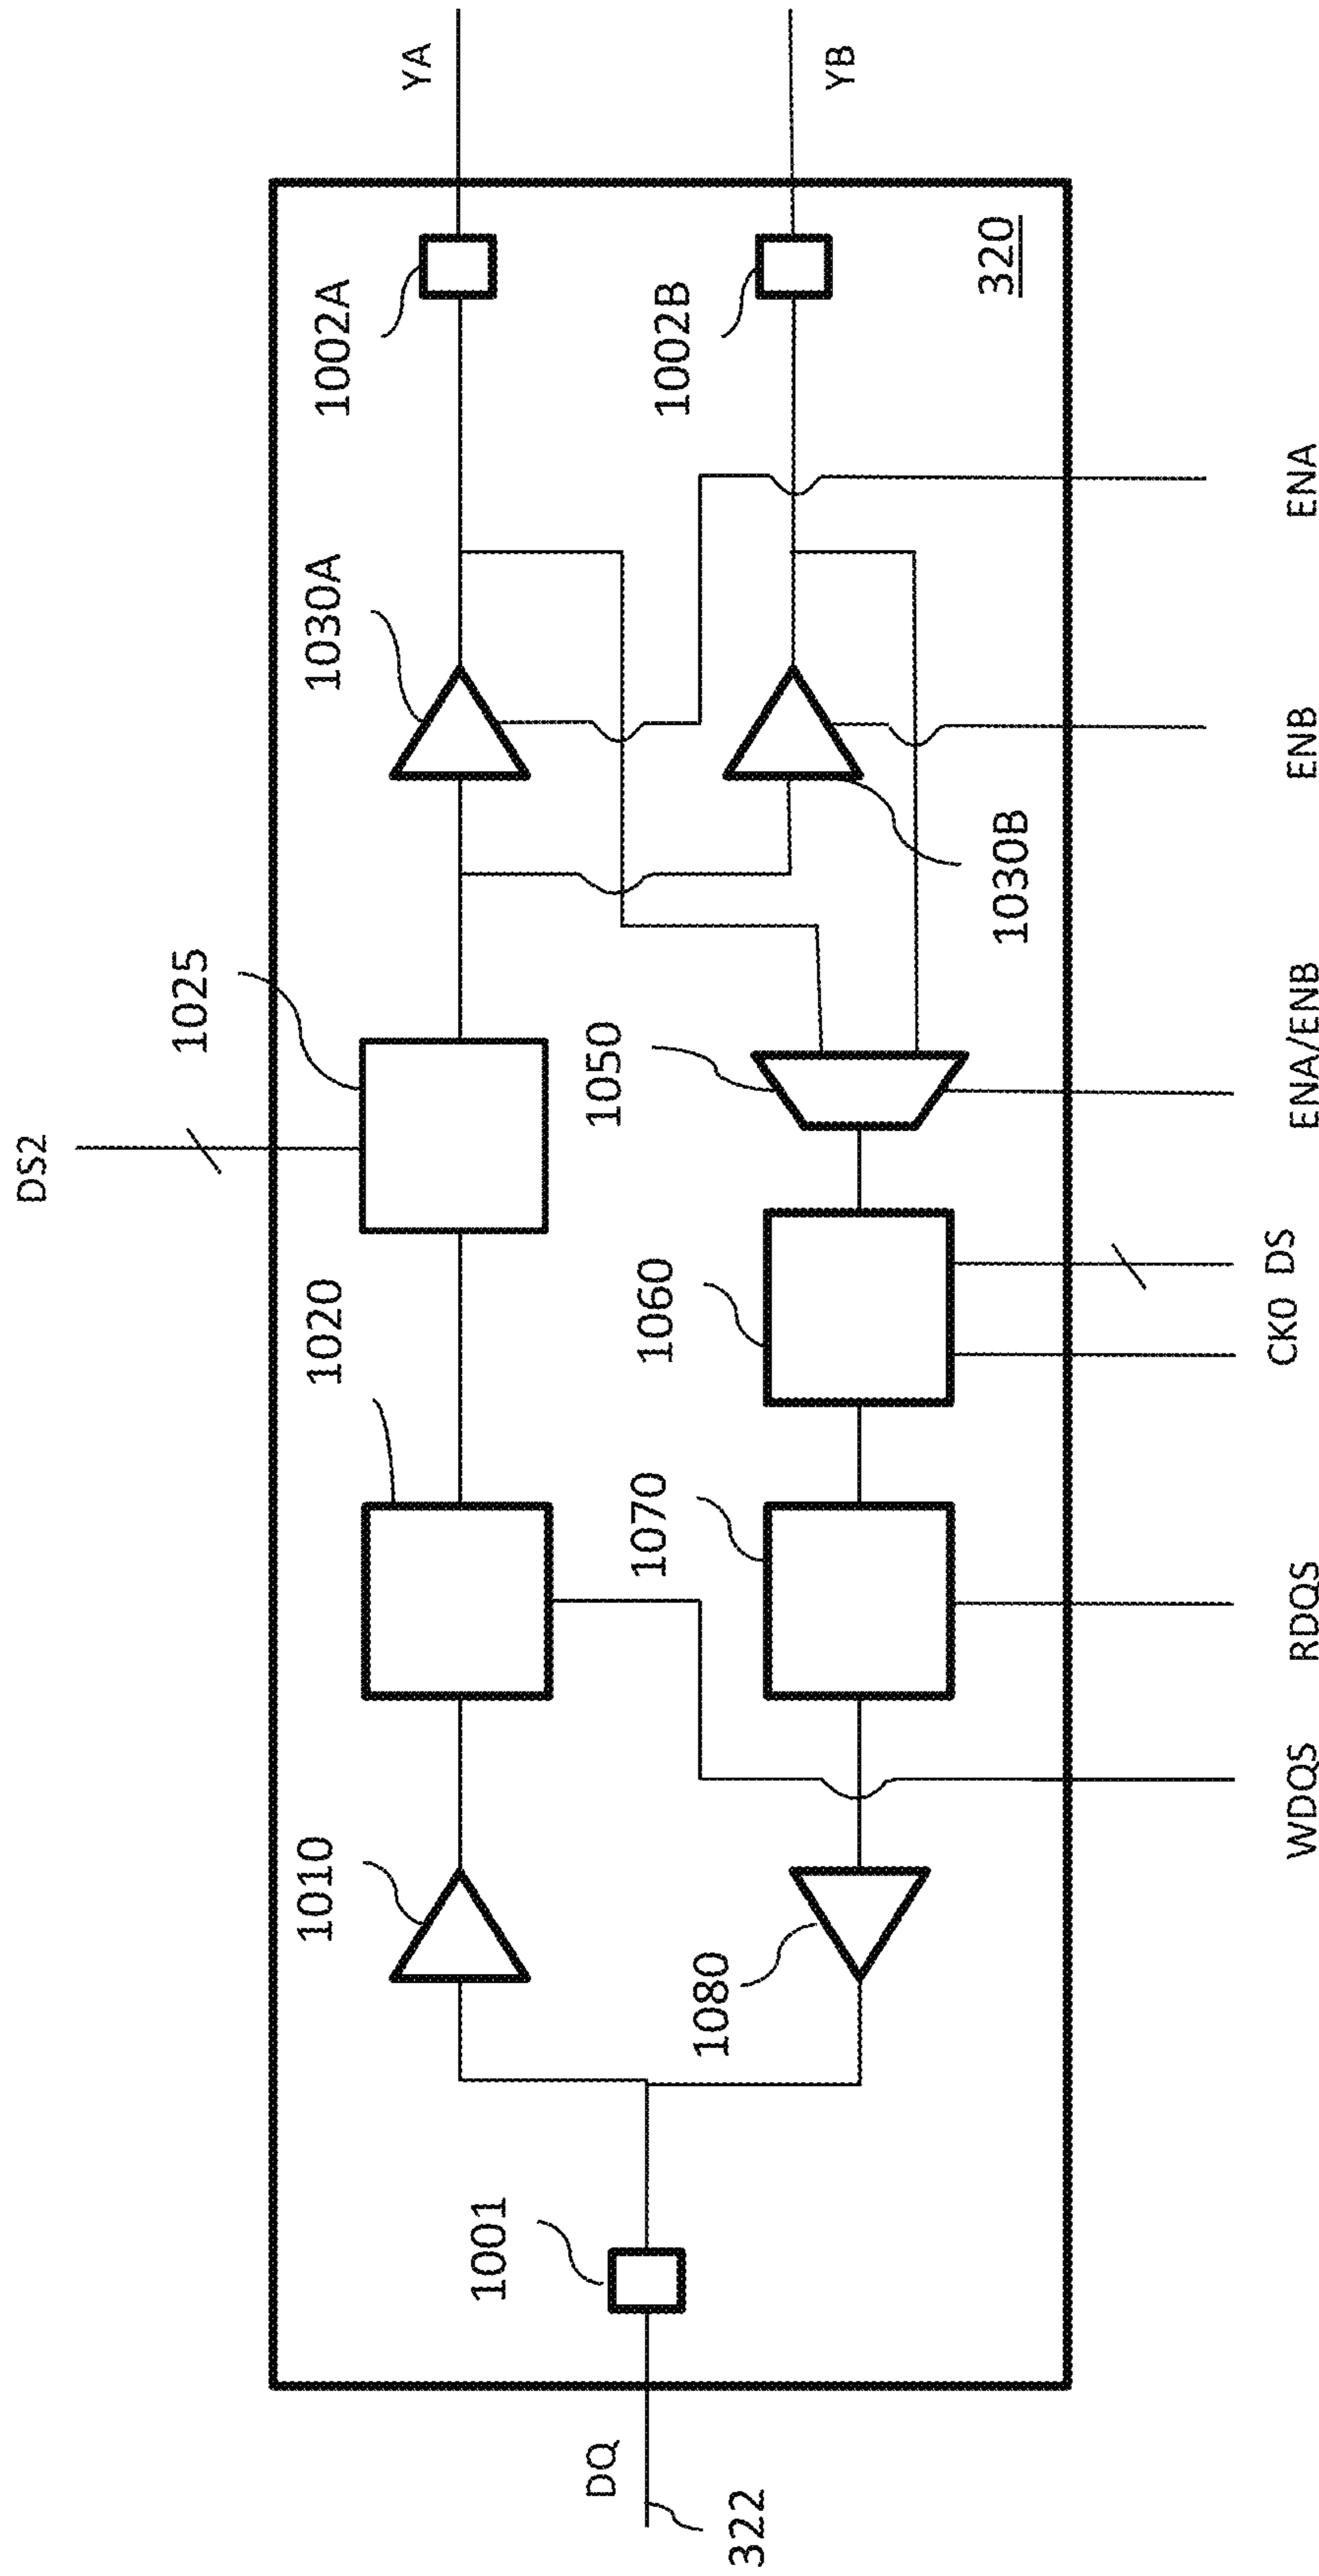 DS2
1025
1010
1020
1030A
1002A
YA
1001
1080
1070
1060
1050
1030B
1002B
YB
DQ
322
320
WDQS
RDQS
CK0
DS
ENA/ENB
ENB
ENA